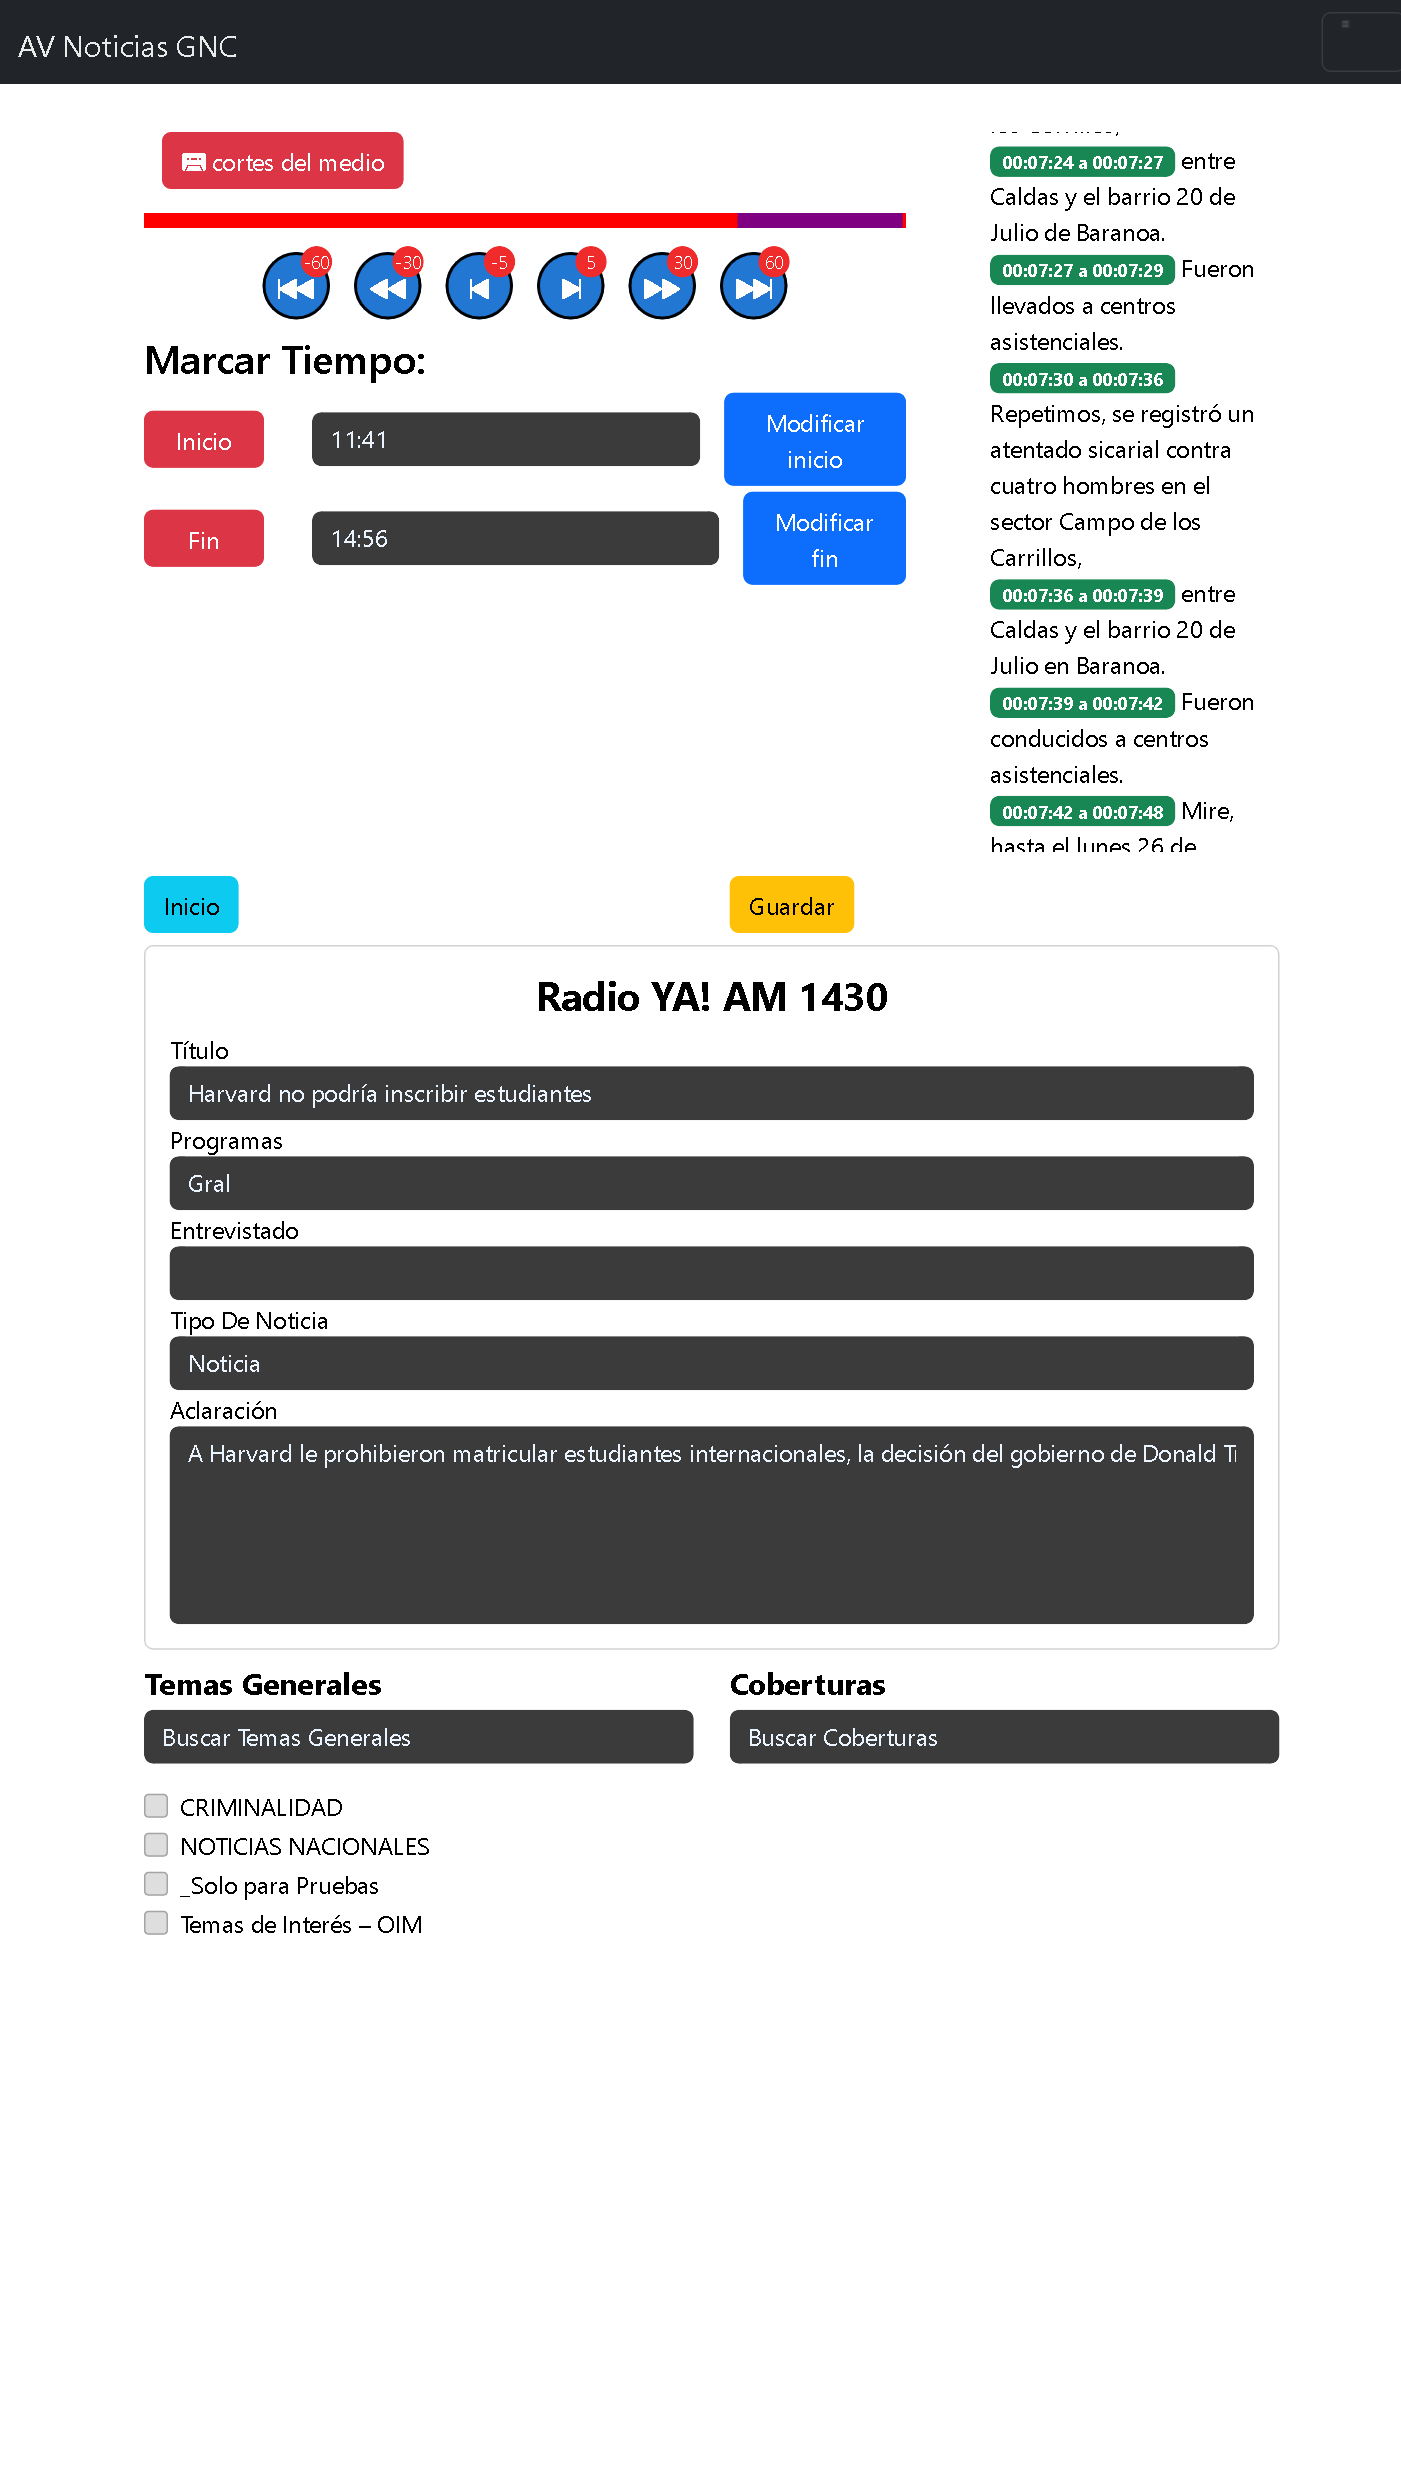 AV Noticias GNC
cortes del medio
-60
-30
-5
5
30
60
Marcar Tiempo:
Inicio
11:41
Modificar
inicio
Fin
14:56
Modificar
fin
00:07:24 a 00:07:27 entre
Caldas y el barrio 20 de
Julio de Baranoa.
00:07:27 a 00:07:29 Fueron
llevados a centros
asistenciales.
00:07:30 a 00:07:36
Repetimos, se registró un
atentado sicarial contra
cuatro hombres en el
sector Campo de los
Carrillos,
00:07:36 a 00:07:39 entre
Caldas y el barrio 20 de
Julio en Baranoa.
00:07:39 a 00:07:42 Fueron
conducidos a centros
asistenciales.
00:07:42 a 00:07:48 Mire,
hasta el lunes 26 de
Inicio
Guardar
Radio YA! AM 1430
Título
Harvard no podría inscribir estudiantes
Programas
Gral
Entrevistado
Tipo De Noticia
Noticia
Aclaración
A Harvard le prohibieron matricular estudiantes internacionales, la decisión del gobierno de Donald
Temas Generales
Buscar Temas Generales
Coberturas
Buscar Coberturas
CRIMINALIDAD
NOTICIAS NACIONALES
_Solo para Pruebas
Temas de Interés – OIM